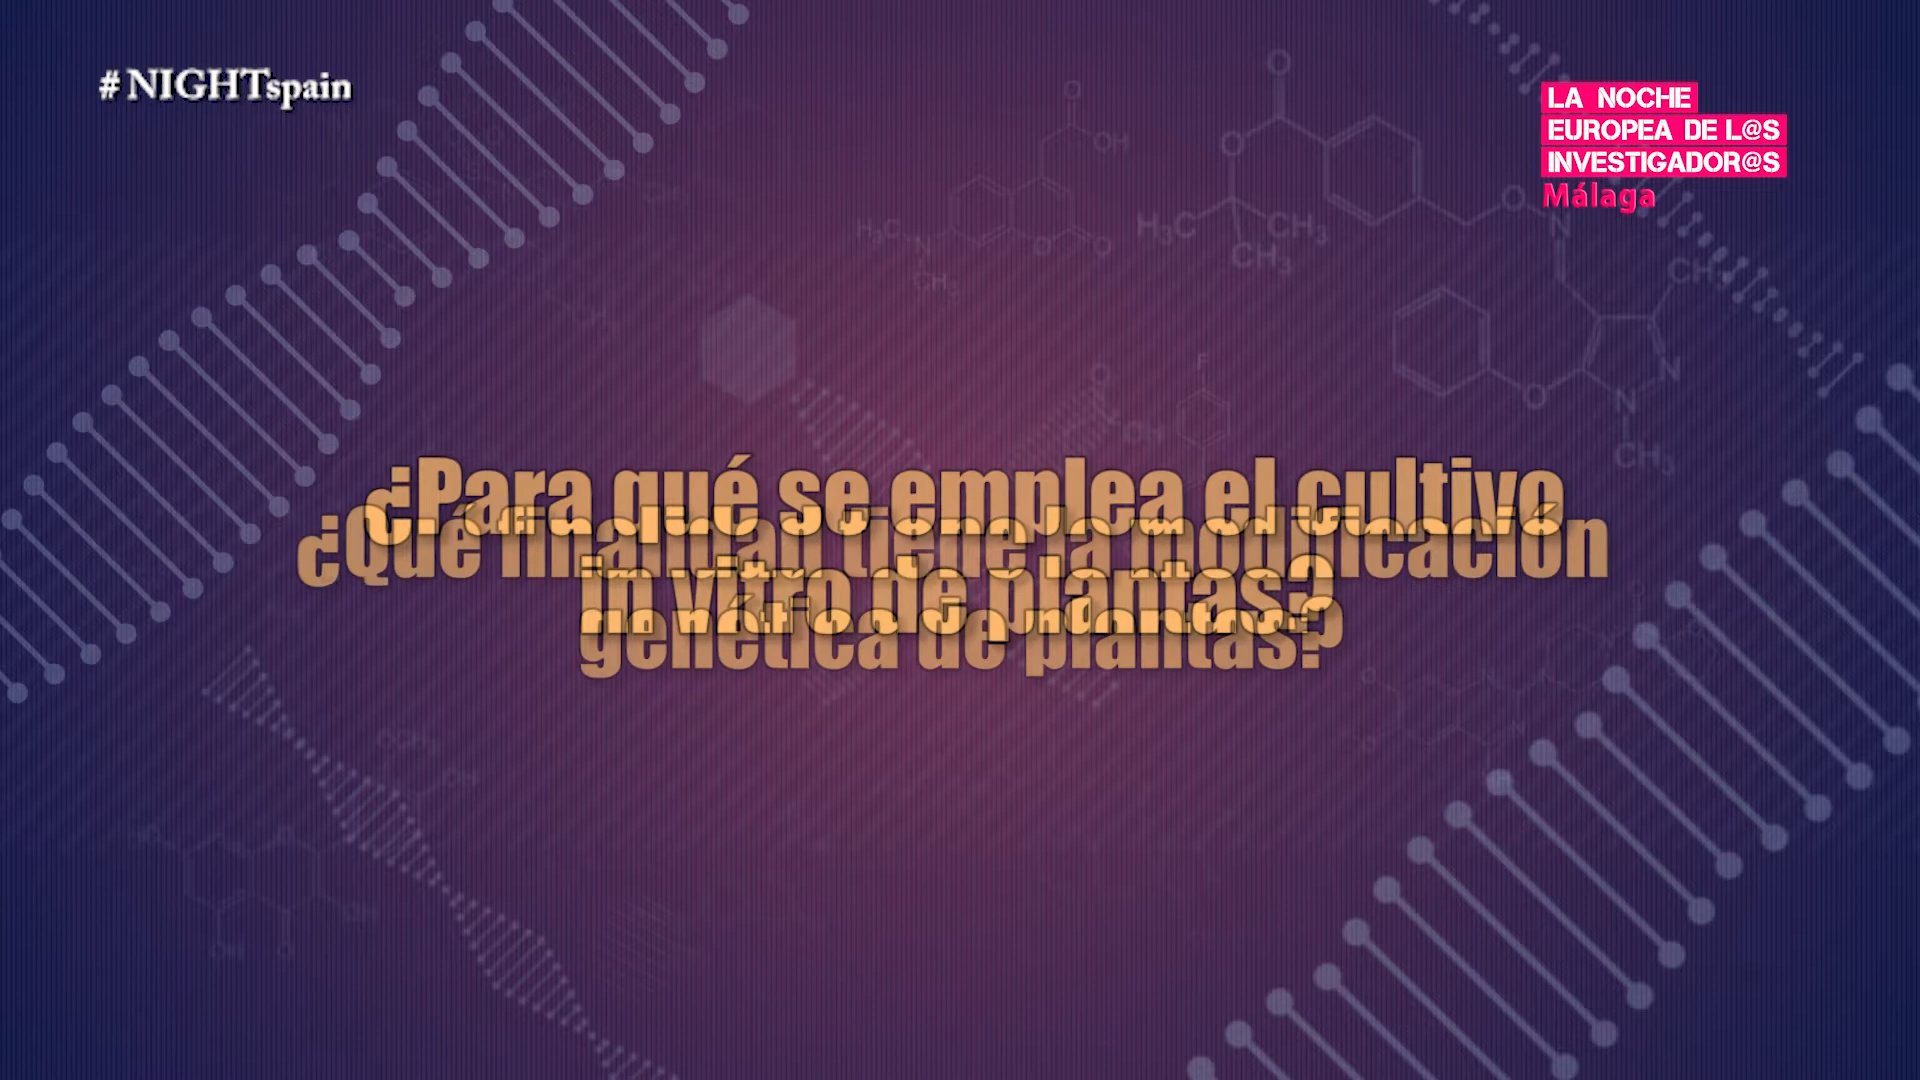 #NIGHTspain
LA NOCHE
EUROPEA DE L@S
INVESTIGADOR@S
Málaga
¿Para qué se emplea el cultivo
in vitro de plantas?
¿Qué finalidad tiene la modificación
genética de plantas?